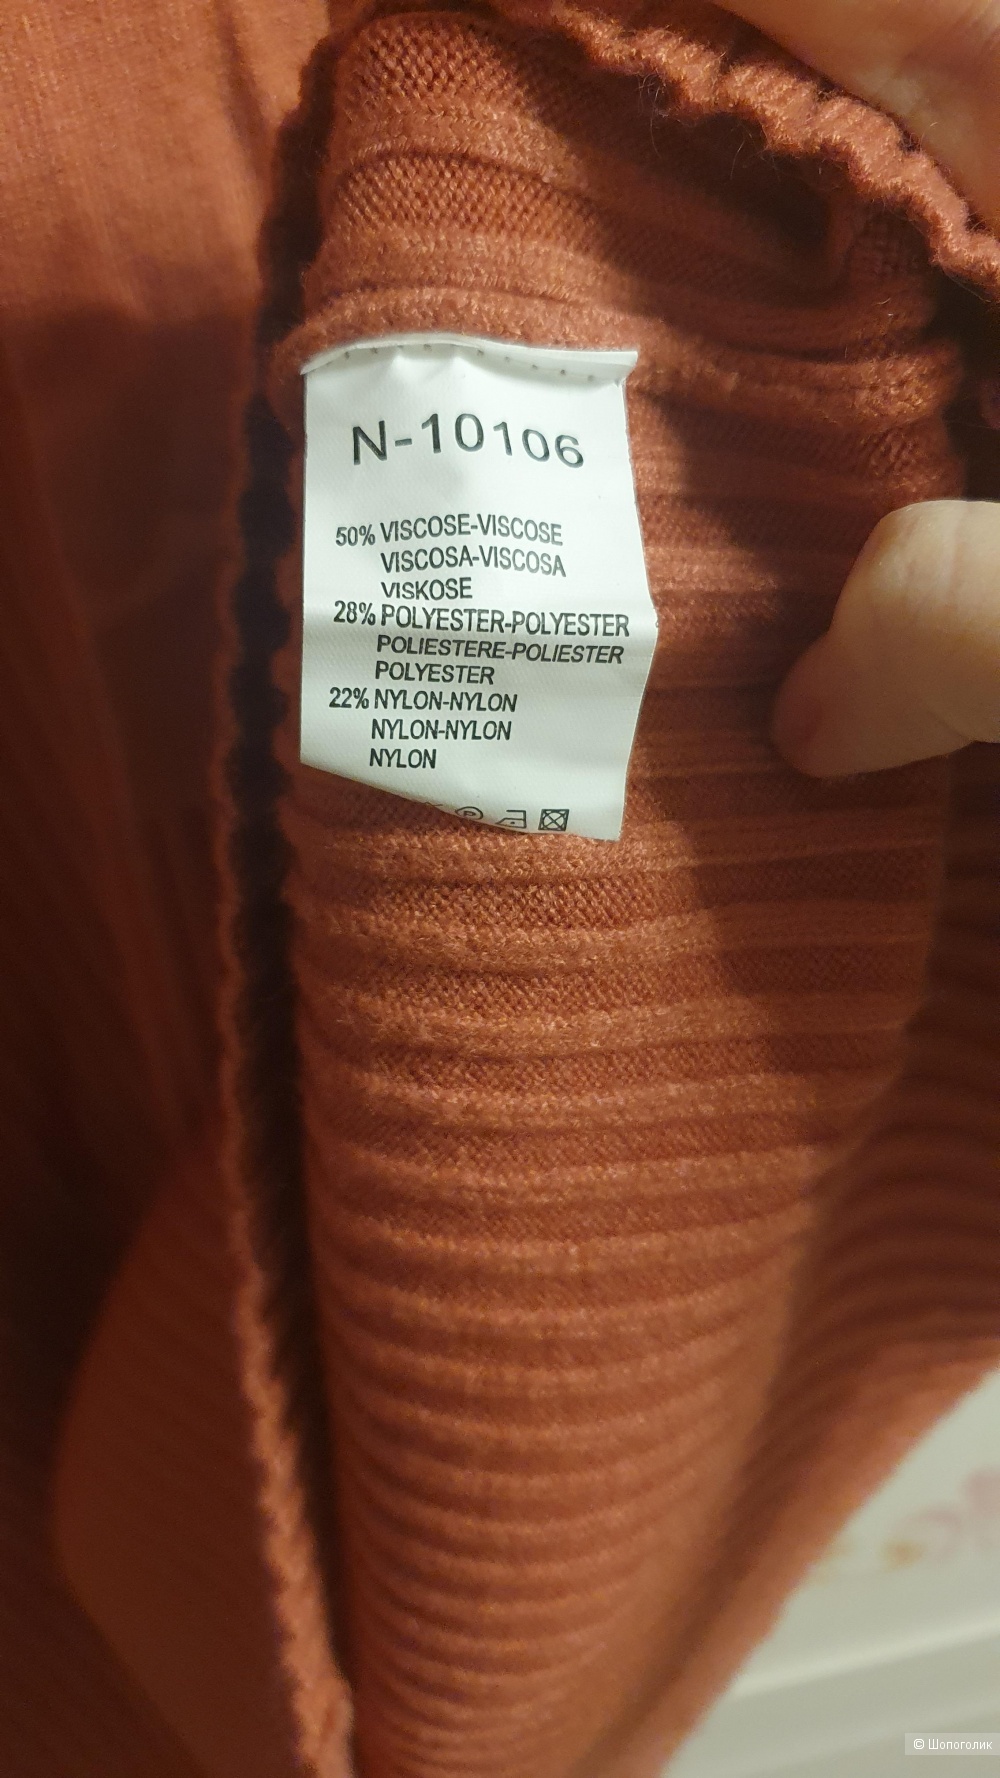 N-10106
50% VISCOSE-VISCOSE
VISCOSA-VISCOSA
VISKOSE
28% POLYESTER-POLYESTER
POLIESTERE-POLIESTER
POLYESTER
22% NYLON-NYLON
NYLON-NYLON
NYLON
P
© Шопоголик